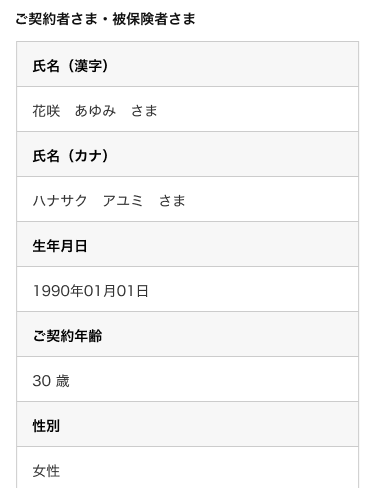 ご契約者さま・被保険者さま
氏名（漢字）
花咲　あゆみ　さま
氏名（カナ）
ハナサク　アユミ　さま
生年月日
1990年01月01日
ご契約年齢
30 歳
性別
女性